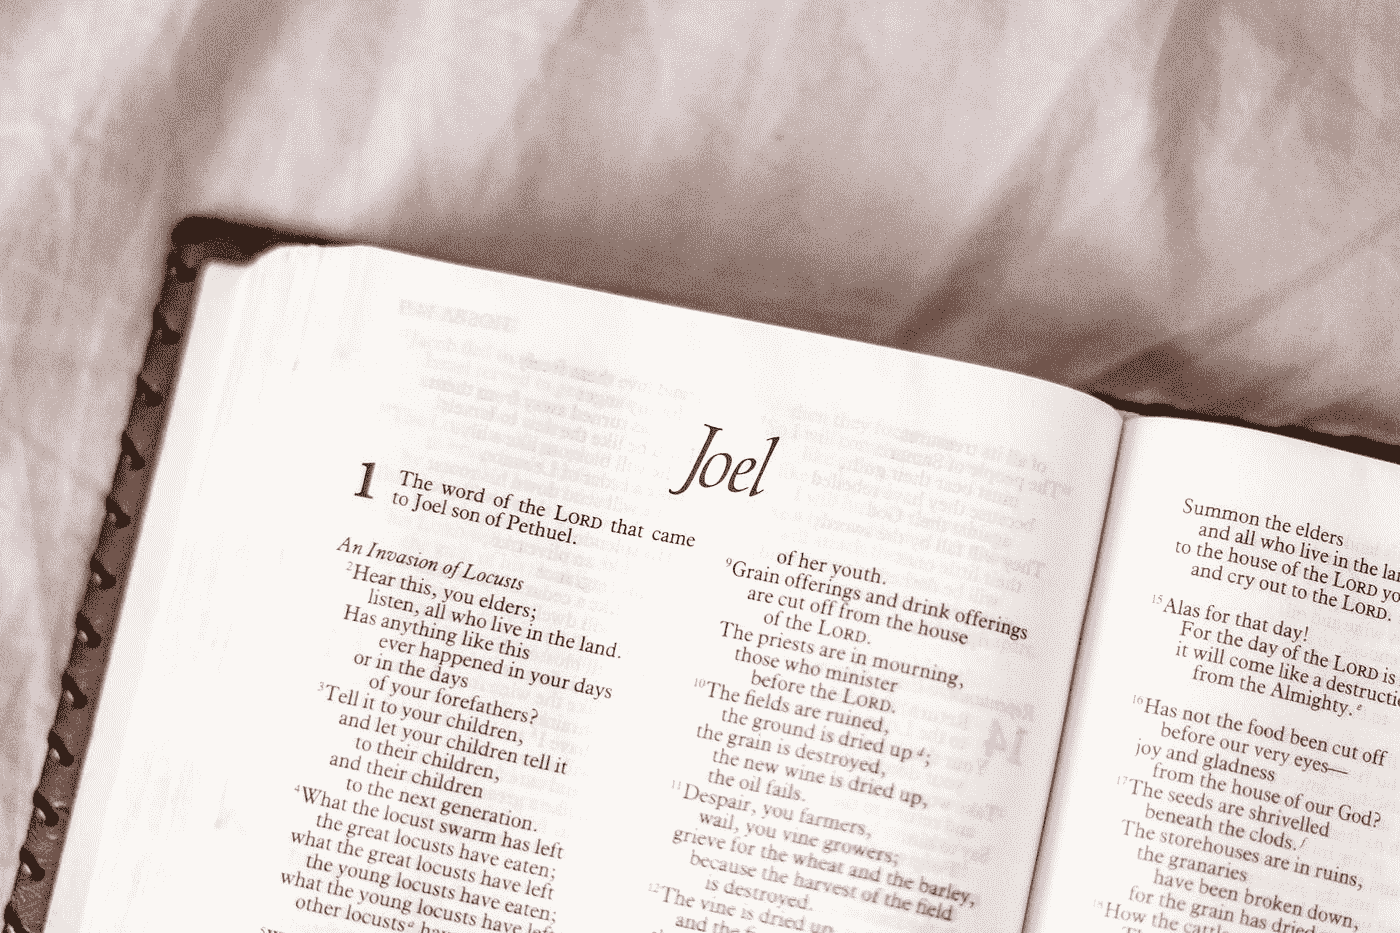 Joel
1 The word of the LORD that came
to Joel son of Pethuel.
An Invasion of Locusts
2 Hear this, you elders;
listen, all who live in the land.
Has anything like this
ever happened in your days
or in the days
of your forefathers?
3 Tell it to your children,
and let your children tell it
to their children,
and their children
to the next generation.
4 What the locust swarm has left
the great locusts have eaten;
what the great locusts have left
the young locusts have eaten;
what the young locusts have left
other locusts a
of her youth.
9 Grain offerings and drink offerings
are cut off from the house
of the LORD.
The priests are in mourning,
those who minister
before the LORD.
10 The fields are ruined,
the ground is dried up d;
the grain is destroyed,
the new wine is dried up,
the oil fails.
11 Despair, you farmers,
wail, you vine growers;
grieve for the wheat and the barley,
because the harvest of the field
is destroyed.
12 The vine is dried up
and the
Summon the elders
and all who live in the
to the house of the LORD
and cry out to the LORD.
15 Alas for that day!
For the day of the LORD is
it will come like a
from the Almighty. e
16 Has not the food been cut off
before our very eyes—
joy and gladness
from the house of our God?
17 The seeds are shrivelled
beneath the clods. f
The storehouses are in ruins,
the granaries
have been broken down,
for the grain has dried
18 How the